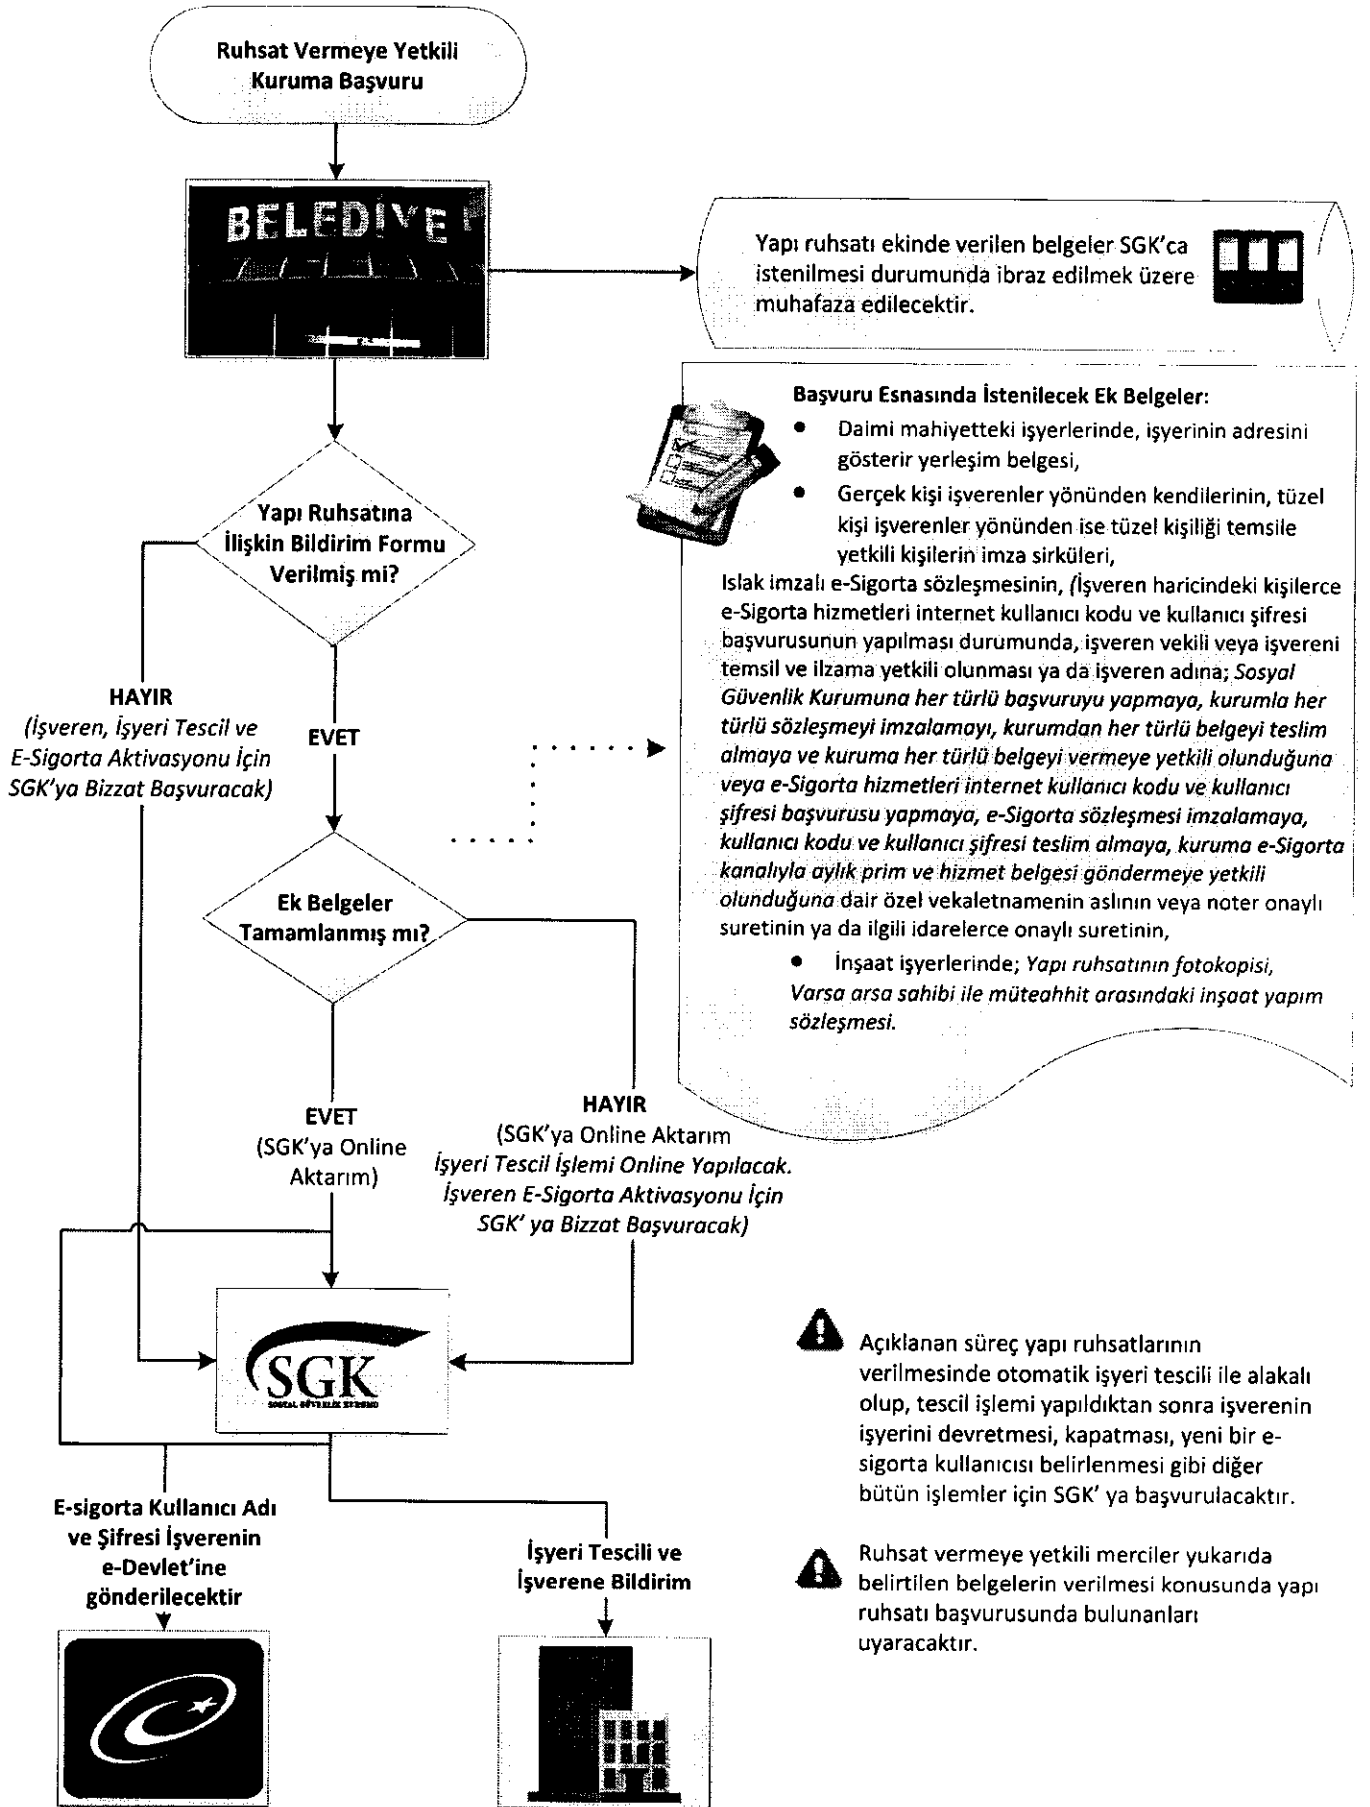 Ruhsat Vermeye Yetkili
Kuruma Başvuru
BELEDİYE
Yapı ruhsatı ekinde verilen belgeler SGK'ca
istenilmesi durumunda ibraz edilmek üzere
muhafaza edilecektir.
Başvuru Esnasında İstenilecek Ek Belgeler:
• Daimi mahiyetteki işyerlerinde, işyerinin adresini
gösterir yerleşim belgesi,
• Gerçek kişi işverenler yönünden kendilerinin, tüzel
kişi işverenler yönünden ise tüzel kişiliği temsile
yetkili kişilerin imza sirküleri,
Islak imzalı e-Sigorta sözleşmesinin, (İşveren haricindeki kişilerce
e-Sigorta hizmetleri internet kullanıcı kodu ve kullanıcı şifresi
başvurusunun yapılması durumunda, işveren vekili veya işvereni
temsil ve ilzama yetkili olunması ya da işveren adına; Sosyal
Güvenlik Kurumuna her türlü başvuruyu yapmaya, kurumla her
türlü sözleşmeyi imzalamayı, kurumdan her türlü belgeyi teslim
almaya ve kuruma her türlü belgeyi vermeye yetkili olunduğuna
veya e-Sigorta hizmetleri internet kullanıcı kodu ve kullanıcı
şifresi başvurusu yapmaya, e-Sigorta sözleşmesi imzalamaya,
kullanıcı kodu ve kullanıcı şifresi teslim almaya, kuruma e-Sigorta
kanalıyla aylık prim ve hizmet belgesi göndermeye yetkili
olunduğuna dair özel vekaletnamenin aslının veya noter onaylı
suretinin ya da ilgili idarelerce onaylı suretinin,
• İnşaat işyerlerinde; Yapı ruhsatının fotokopisi,
Varsa arsa sahibi ile müteahhit arasındaki inşaat yapım
sözleşmesi.
Yapı Ruhsatına
İlişkin Bildirim Formu
Verilmiş mi?
HAYIR
(İşveren, İşyeri Tescil ve
E-Sigorta Aktivasyonu İçin
SGK'ya Bizzat Başvuracak)
EVET
Ek Belgeler
Tamamlanmış mı?
EVET
(SGK'ya Online
Aktarım)
HAYIR
(SGK'ya Online Aktarım
İşyeri Tescil İşlemi Online Yapılacak.
İşveren E-Sigorta Aktivasyonu İçin
SGK' ya Bizzat Başvuracak)
SGK
SOSYAL GÜVENLİK KURUMU
Açıklanan süreç yapı ruhsatlarının
verilmesinde otomatik işyeri tescili ile alakalı
olup, tescil işlemi yapıldıktan sonra işverenin
işyerini devretmesi, kapatması, yeni bir e-
sigorta kullanıcısı belirlenmesi gibi diğer
bütün işlemler için SGK' ya başvurulacaktır.
Ruhsat vermeye yetkili merciler yukarıda
belirtilen belgelerin verilmesi konusunda yapı
ruhsatı başvurusunda bulunanları
uyaracaktır.
E-sigorta Kullanıcı Adı
ve Şifresi İşverenin
e-Devlet'ine
gönderilecektir
İşyeri Tescili ve
İşverene Bildirim